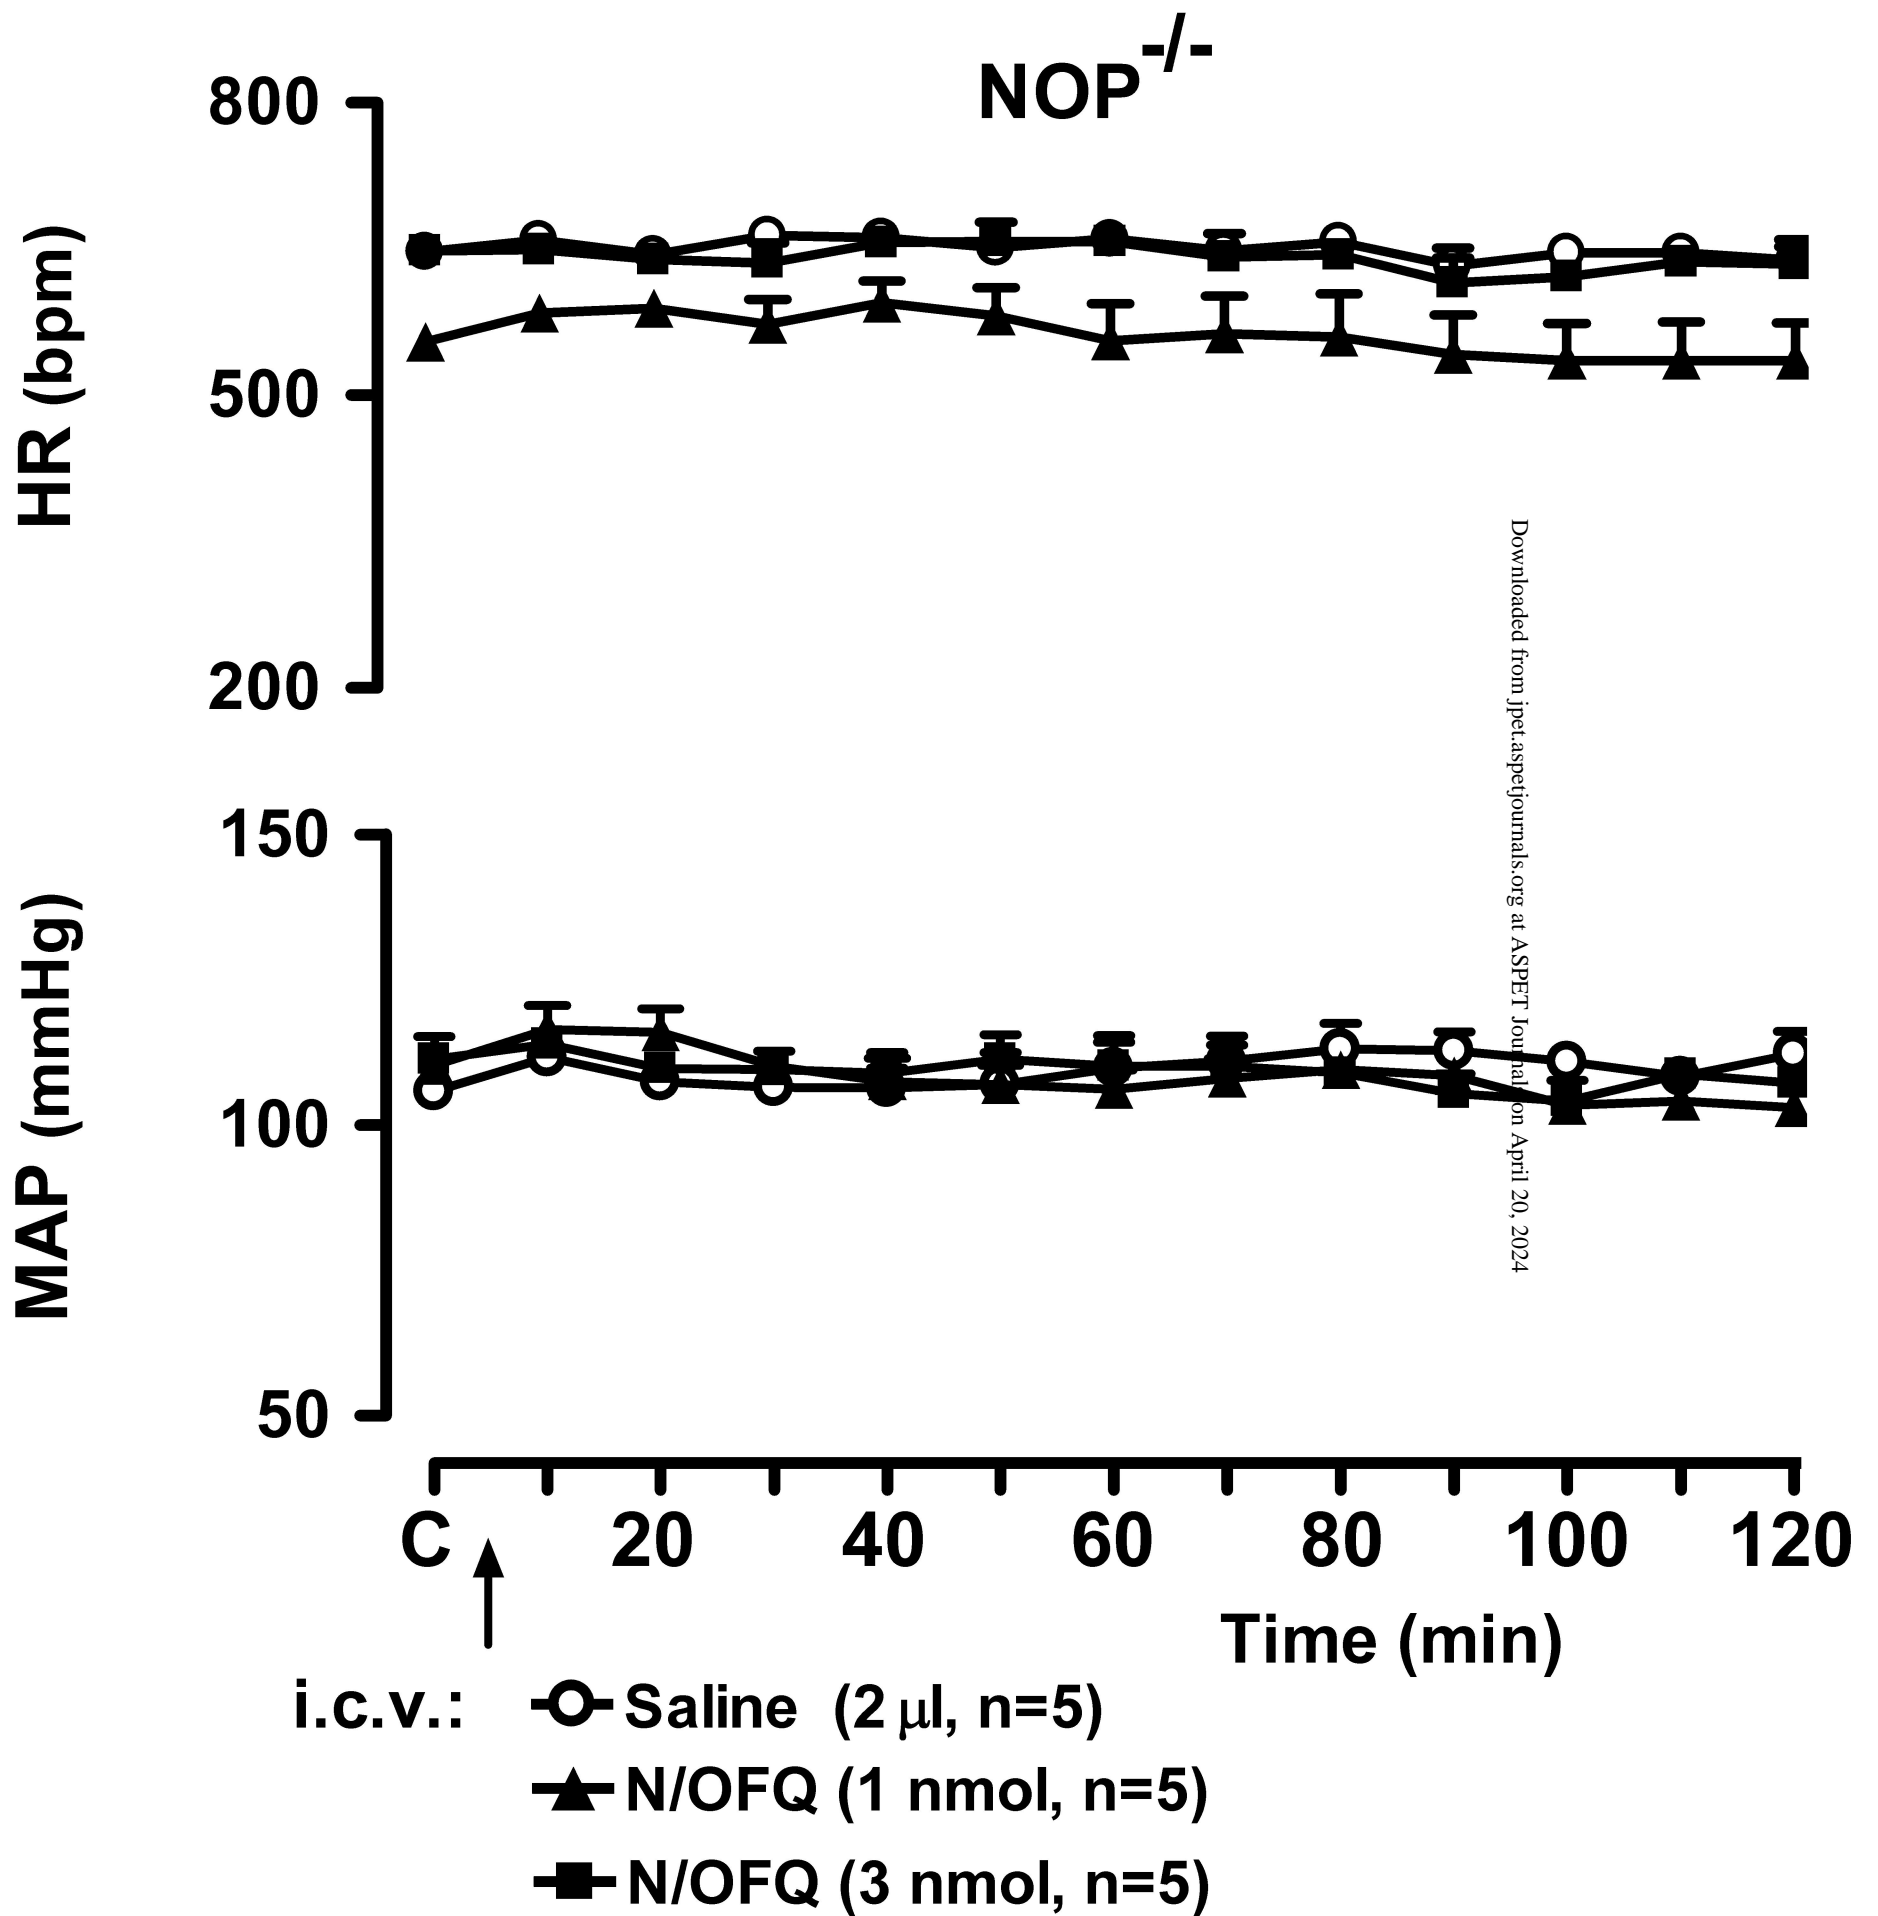 NOP-/-
800
500
200
HR (bpm)
150
100
50
MAP (mmHg)
Downloaded from jpet.aspetjournals.org at ASPET Journals on April 20, 2024
C 20 40 60 80 100 120
Time (min)
i.c.v.: Saline (2 µl, n=5)
N/OFQ (1 nmol, n=5)
N/OFQ (3 nmol, n=5)